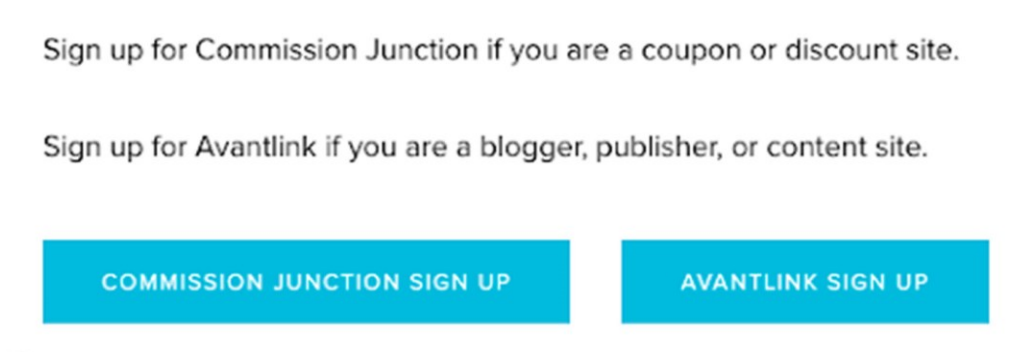 Sign up for Commission Junction if you are a coupon or discount site.
Sign up for Avantlink if you are a blogger, publisher, or content site.
COMMISSION JUNCTION SIGN UP
AVANTLINK SIGN UP